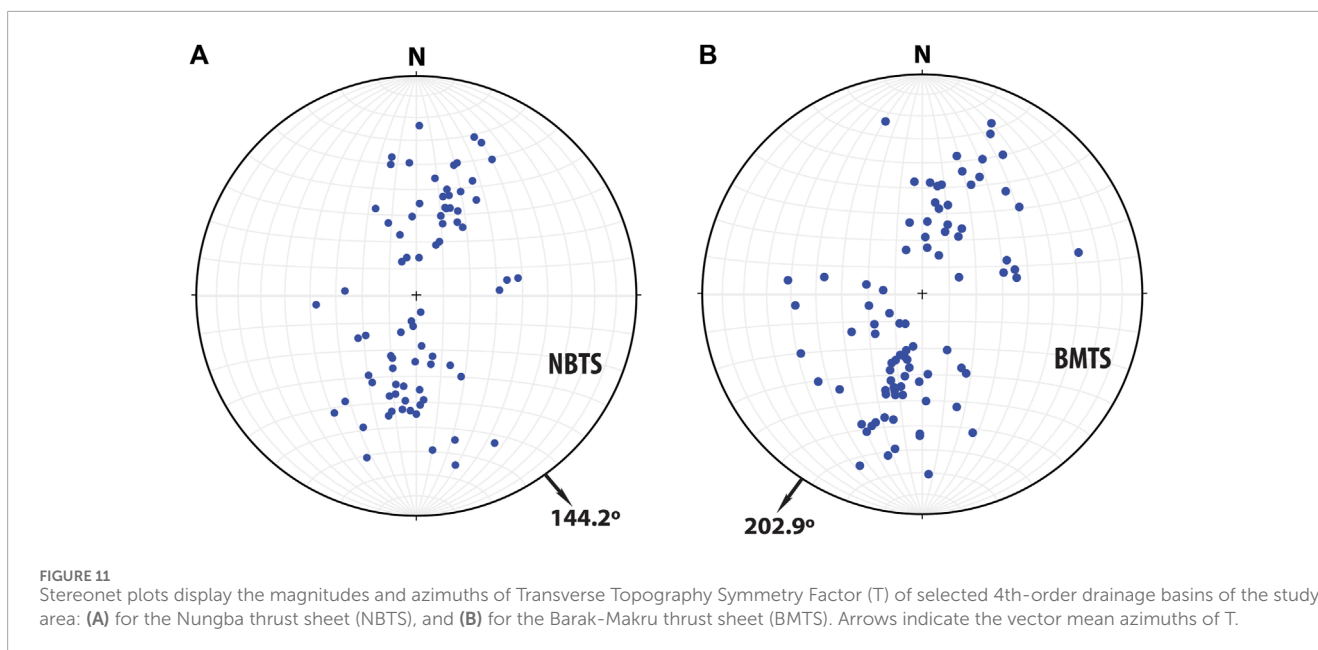 A
N
NBTS
144.2º
B
N
BMTS
202.9º
FIGURE 11
Stereonet plots display the magnitudes and azimuths of Transverse Topography Symmetry Factor (T) of selected 4th-order drainage basins of the study
area: (A) for the Nungba thrust sheet (NBTS), and (B) for the Barak-Makru thrust sheet (BMTS). Arrows indicate the vector mean azimuths of T.